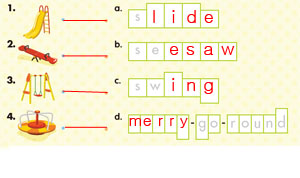 1. a. slide
2. b. seesaw
3. c. swing
4. d. merry-go-round